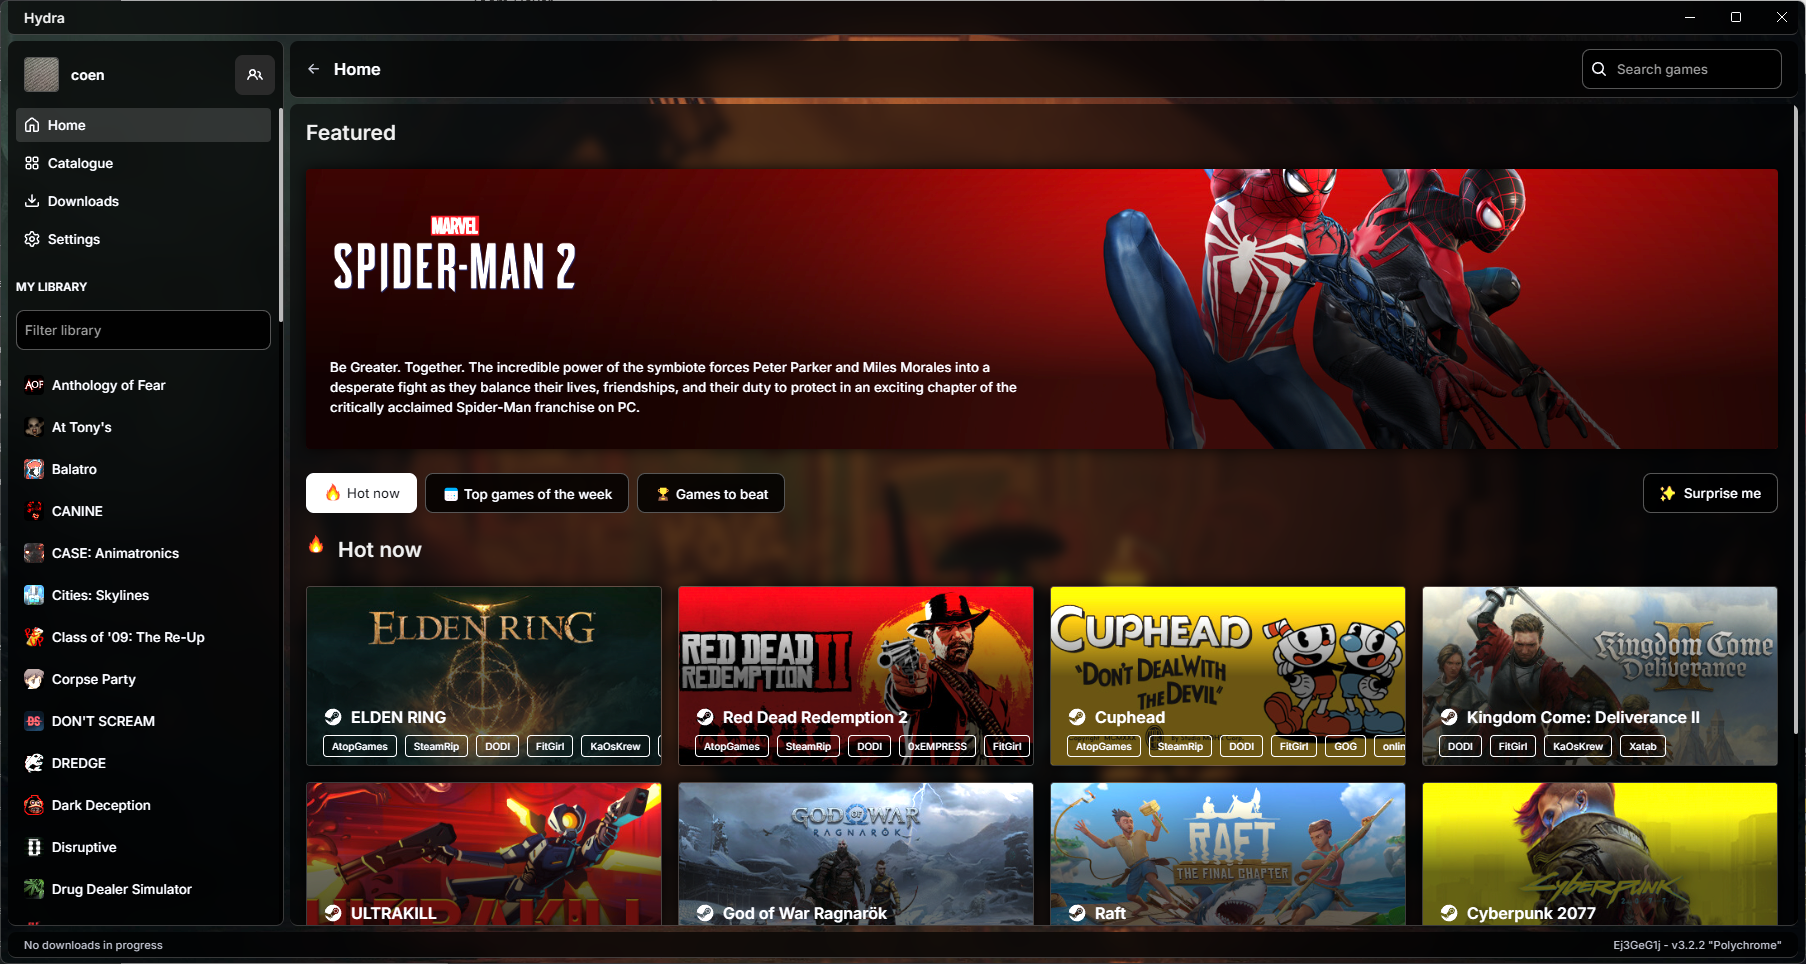 Hydra
coen
Home
Catalogue
Downloads
Settings
MY LIBRARY
Filter library
AOF Anthology of Fear
At Tony's
Balatro
CANINE
CASE: Animatronics
Cities: Skylines
Class of '09: The Re-Up
Corpse Party
DS DON'T SCREAM
DREDGE
Dark Deception
Disruptive
Drug Dealer Simulator
Home
Search games
Featured
MARVEL
SPIDER-MAN 2
Be Greater. Together. The incredible power of the symbiote forces Peter Parker and Miles Morales into a
desperate fight as they balance their lives, friendships, and their duty to protect in an exciting chapter of the
critically acclaimed Spider-Man franchise on PC.
Hot now
Top games of the week
Games to beat
Surprise me
Hot now
ELDEN RING
ELDEN RING
AtopGames SteamRip DODI FitGirl KaOsKrew
RED DEAD
REDEMPTION II
Red Dead Redemption 2
AtopGames SteamRip DODI 0xEMPRESS FitGirl
CUPHEAD
"DON'T DEAL WITH
THE DEVIL"
Cuphead
AtopGames SteamRip DODI FitGirl GOG onlin
Kingdom Come
Deliverance II
Kingdom Come: Deliverance II
DODI FitGirl KaOsKrew Xatab
ULTRAKILL
ULTRAKILL
GOD OF WAR
RAGNARÖK
God of War Ragnarök
RAFT
THE FINAL CHAPTER
Raft
Cyberpunk
Cyberpunk 2077
No downloads in progress
Ej3GeG1j - v3.2.2 "Polychrome"